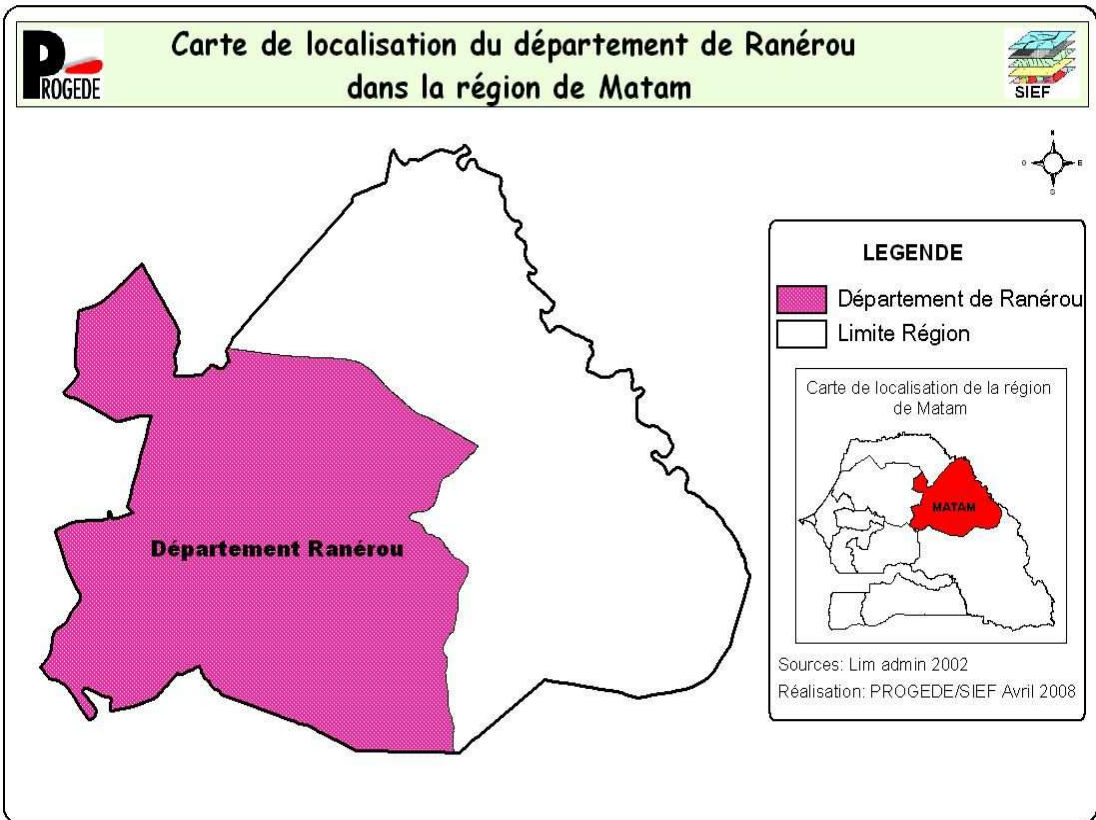 PROGEDE
Carte de localisation du département de Ranérou
dans la région de Matam
SIEF
N
O
E
LEGENDE
Département de Ranérou
Limite Région
Carte de localisation de la région
de Matam
MATAM
Département Ranérou
Sources: Lim admin 2002
Réalisation: PROGEDE/SIEF Avril 2008